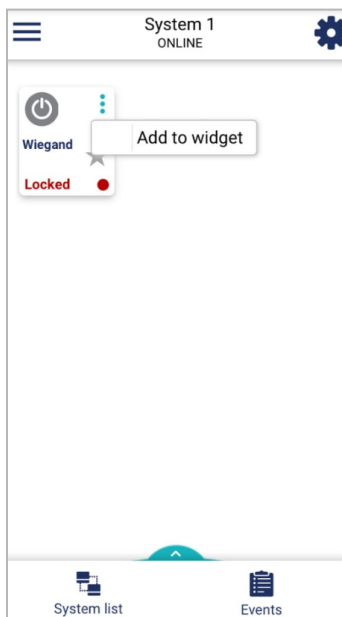 System 1
ONLINE
Add to widget
Wiegand
Locked
System list
Events